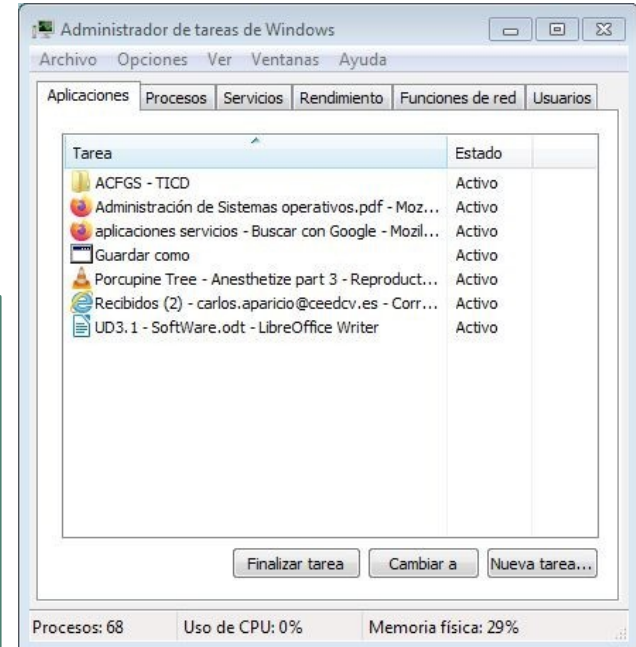 Administrador de tareas de Windows
Archivo Opciones Ver Ventanas Ayuda
Aplicaciones Procesos Servicios Rendimiento Funciones de red Usuarios
Tarea Estado
ACFGS - TICD Activo
Administración de Sistemas operativos.pdf - Moz... Activo
aplicaciones servicios - Buscar con Google - Mozil... Activo
Guardar como Activo
Porcupine Tree - Anesthetize part 3 - Reproduct... Activo
Recibidos (2) - carlos.aparicio@ceedcv.es - Corr... Activo
UD3.1 - SoftWare.odt - LibreOffice Writer Activo
Finalizar tarea Cambiar a Nueva tarea...
Procesos: 68 Uso de CPU: 0% Memoria física: 29%